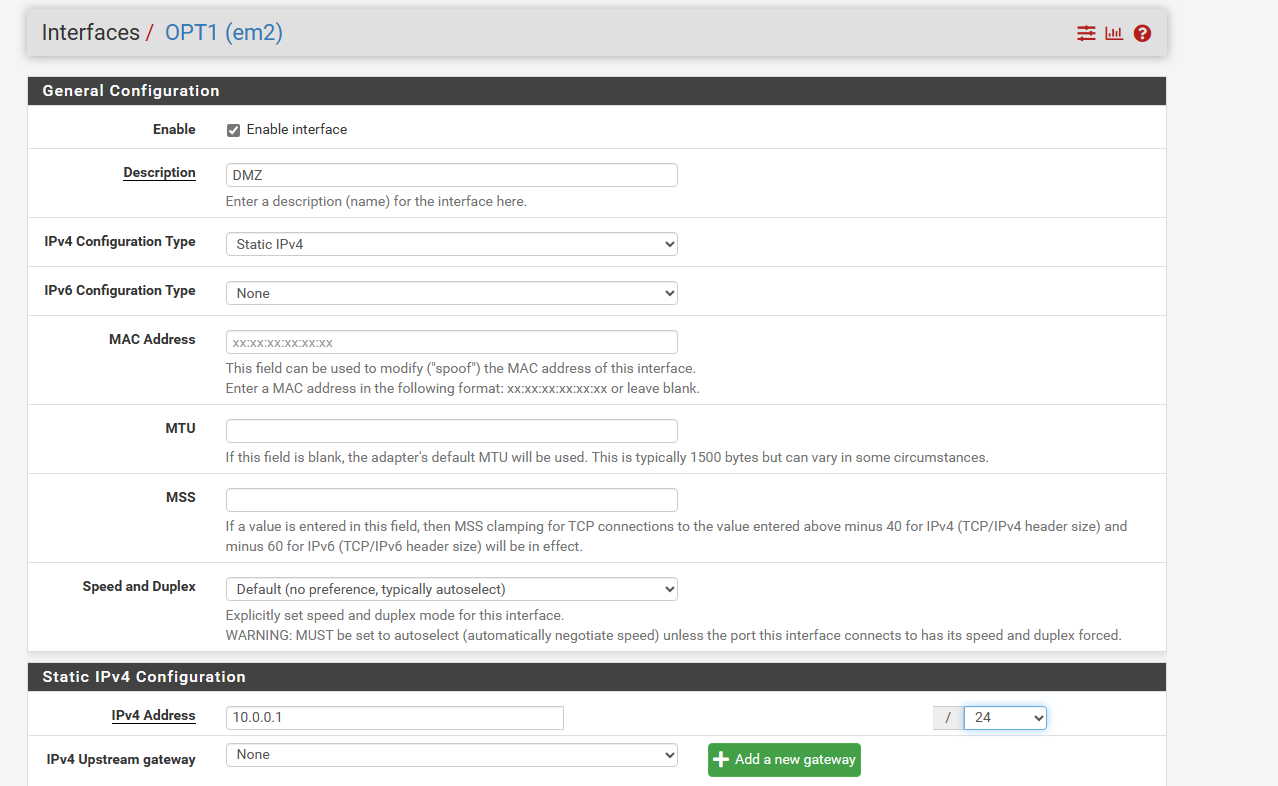 Interfaces / OPT1 (em2)
General Configuration
Enable Enable interface
Description DMZ
Enter a description (name) for the interface here.
IPv4 Configuration Type Static IPv4
IPv6 Configuration Type None
MAC Address xx:xx:xx:xx:xx:xx
This field can be used to modify ("spoof") the MAC address of this interface.
Enter a MAC address in the following format: xx:xx:xx:xx:xx:xx or leave blank.
MTU
If this field is blank, the adapter's default MTU will be used. This is typically 1500 bytes but can vary in some circumstances.
MSS
If a value is entered in this field, then MSS clamping for TCP connections to the value entered above minus 40 for IPv4 (TCP/IPv4 header size) and
minus 60 for IPv6 (TCP/IPv6 header size) will be in effect.
Speed and Duplex Default (no preference, typically autoselect)
Explicitly set speed and duplex mode for this interface.
WARNING: MUST be set to autoselect (automatically negotiate speed) unless the port this interface connects to has its speed and duplex forced.
Static IPv4 Configuration
IPv4 Address 10.0.0.1 / 24
IPv4 Upstream gateway None Add a new gateway